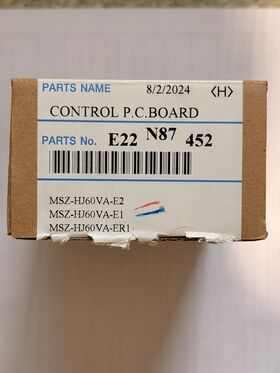 PARTS NAME 8/2/2024 <H>
CONTROL P.C.BOARD
PARTS No. E22 N87 452
MSZ-HJ60VA-E2
MSZ-HJ60VA-E1
MSZ-HJ60VA-ER1